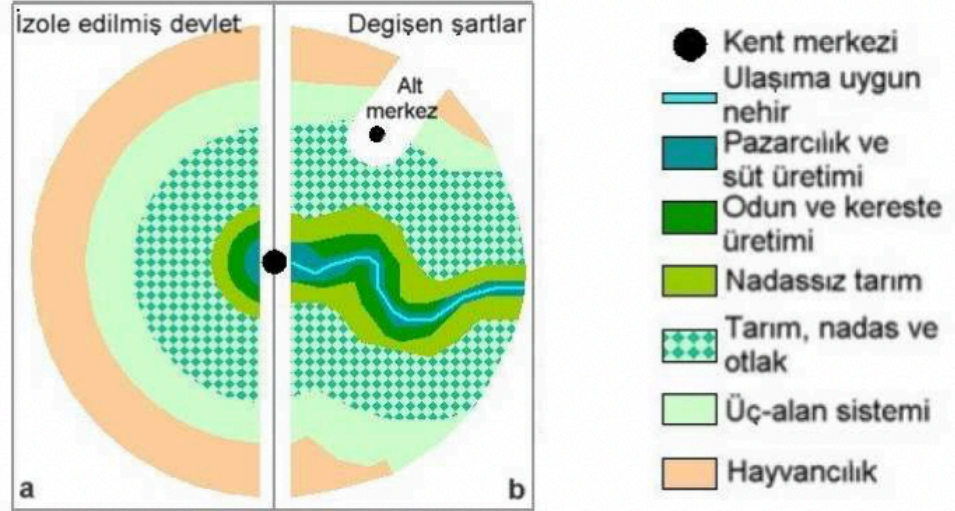 İzole edilmiş devlet
Degişen şartlar
Alt
merkez
a
b
Kent merkezi
Ulaşıma uygun
nehir
Pazarcılık ve
süt üretimi
Odun ve kereste
üretimi
Nadassız tarım
Tarım, nadas ve
otlak
Üç-alan sistemi
Hayvancılık